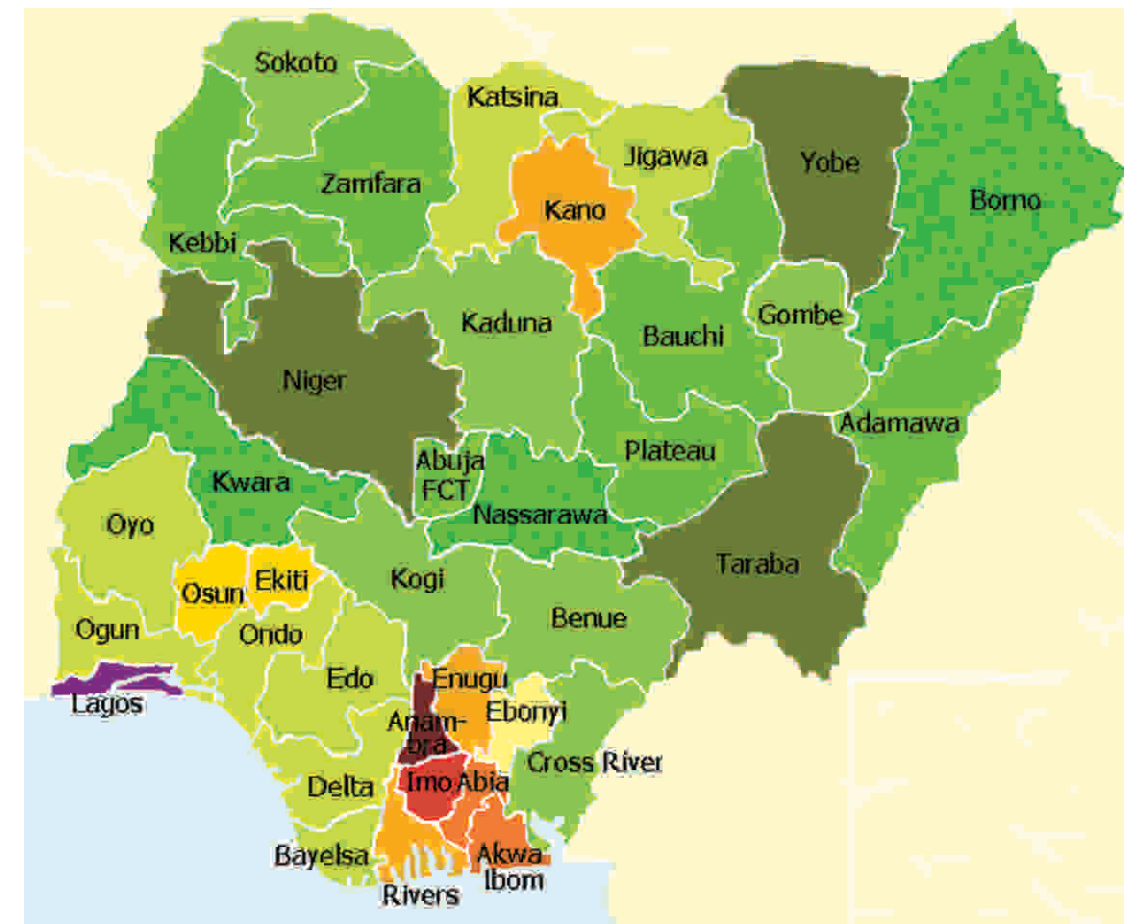 Sokoto
Katsina
Jigawa
Yobe
Borno
Zamfara
Kano
Kebbi
Kaduna
Gombe
Bauchi
Niger
Adamawa
Plateau
Abuja
FCT
Kwara
Nassarawa
Oyo
Taraba
Kogi
Osun
Ekiti
Benue
Ogun
Ondo
Edo
Enugu
Lagos
Ebonyi
Anam-
bra
Cross River
Delta
Imo
Abia
Bayelsa
Akwa
Ibom
Rivers